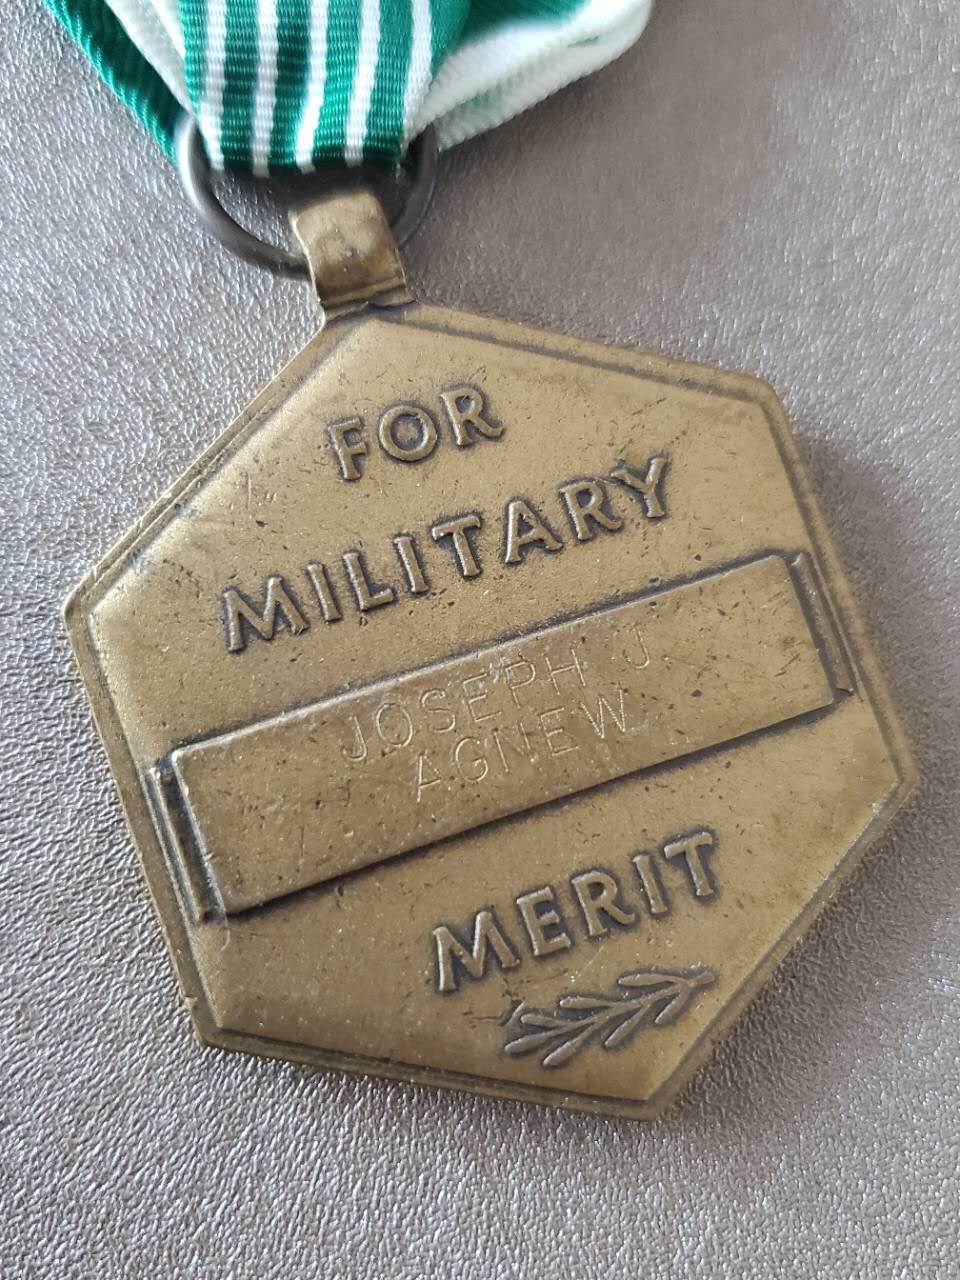 FOR
MILITARY
JOSEPH J.
AGNEW
MERIT